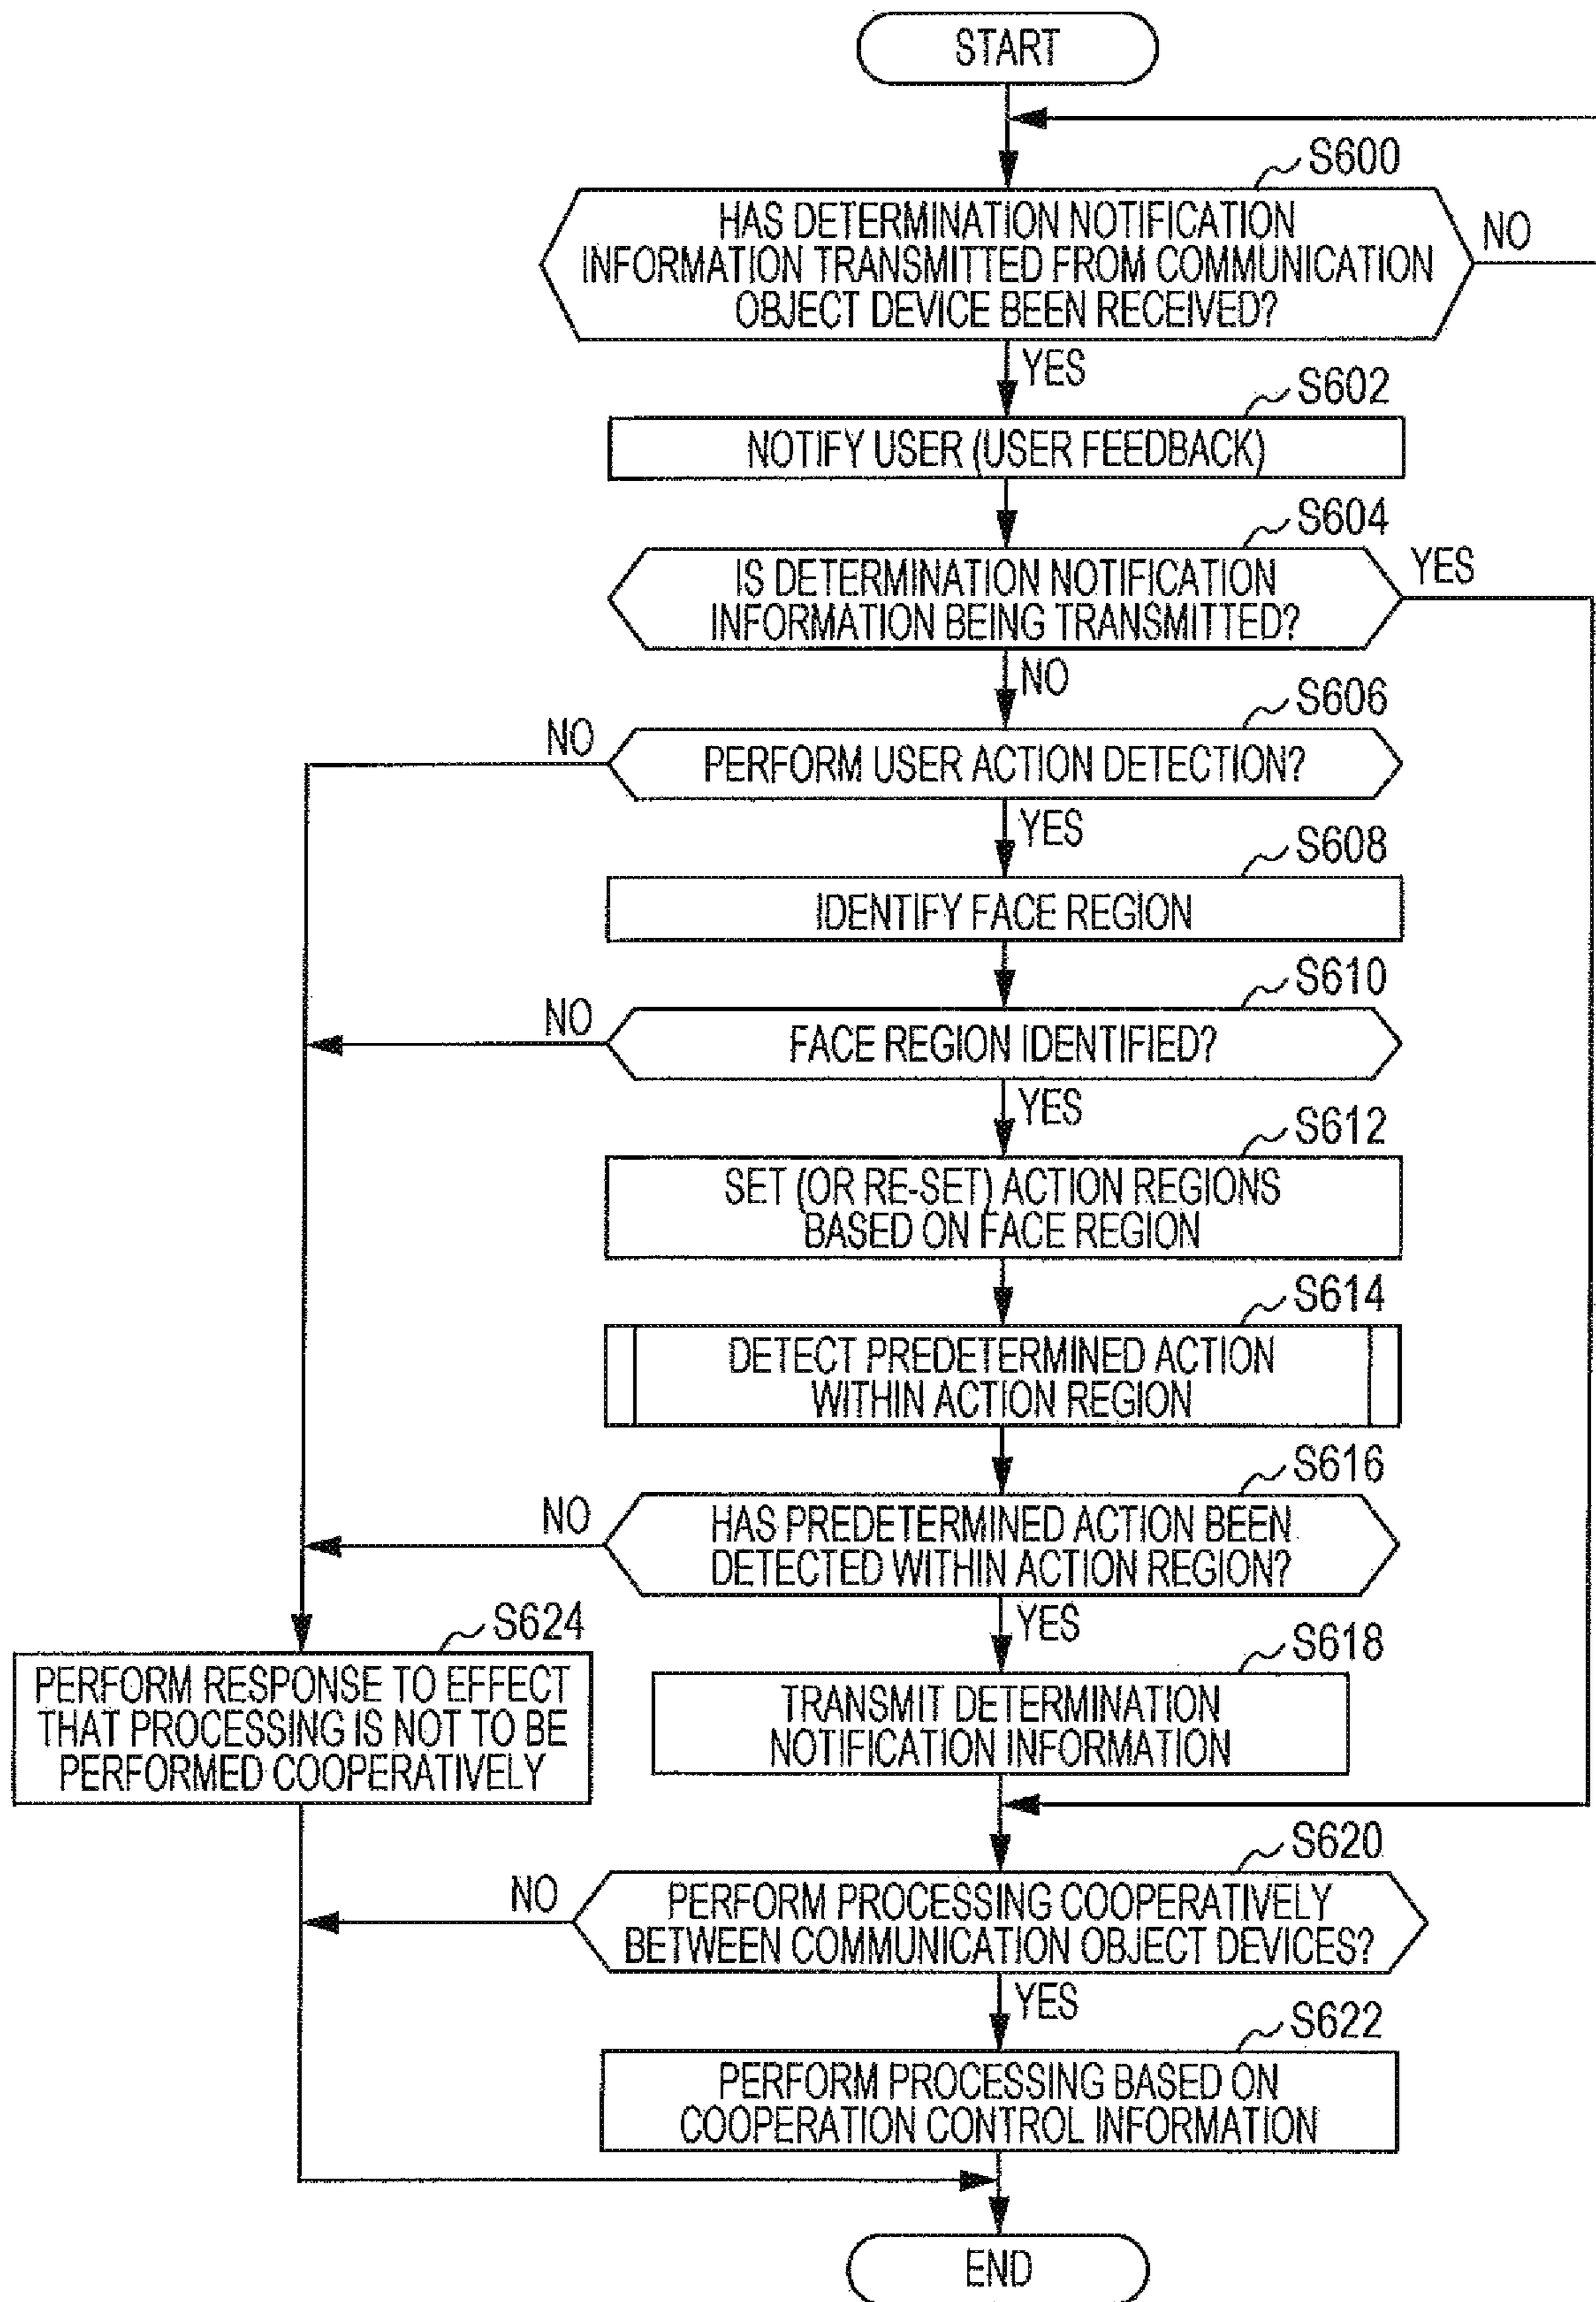 START
S600
HAS DETERMINATION NOTIFICATION
INFORMATION TRANSMITTED FROM COMMUNICATION
OBJECT DEVICE BEEN RECEIVED?
NO
YES
S602
NOTIFY USER (USER FEEDBACK)
S604
IS DETERMINATION NOTIFICATION
INFORMATION BEING TRANSMITTED?
YES
NO
S606
NO
PERFORM USER ACTION DETECTION?
YES
S608
IDENTIFY FACE REGION
S610
NO
FACE REGION IDENTIFIED?
YES
S612
SET (OR RE-SET) ACTION REGIONS
BASED ON FACE REGION
S614
DETECT PREDETERMINED ACTION
WITHIN ACTION REGION
S616
NO
HAS PREDETERMINED ACTION BEEN
DETECTED WITHIN ACTION REGION?
YES
S624
PERFORM RESPONSE TO EFFECT
THAT PROCESSING IS NOT TO BE
PERFORMED COOPERATIVELY
S618
TRANSMIT DETERMINATION
NOTIFICATION INFORMATION
S620
NO
PERFORM PROCESSING COOPERATIVELY
BETWEEN COMMUNICATION OBJECT DEVICES?
YES
S622
PERFORM PROCESSING BASED ON
COOPERATION CONTROL INFORMATION
END